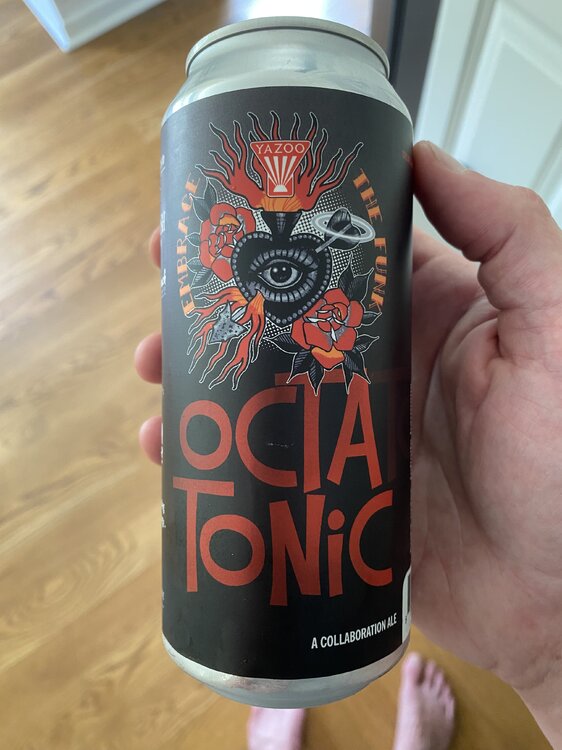 YAZOO
EMBRACE
THE FUNK
OCTA
TONIC
A COLLABORATION ALE